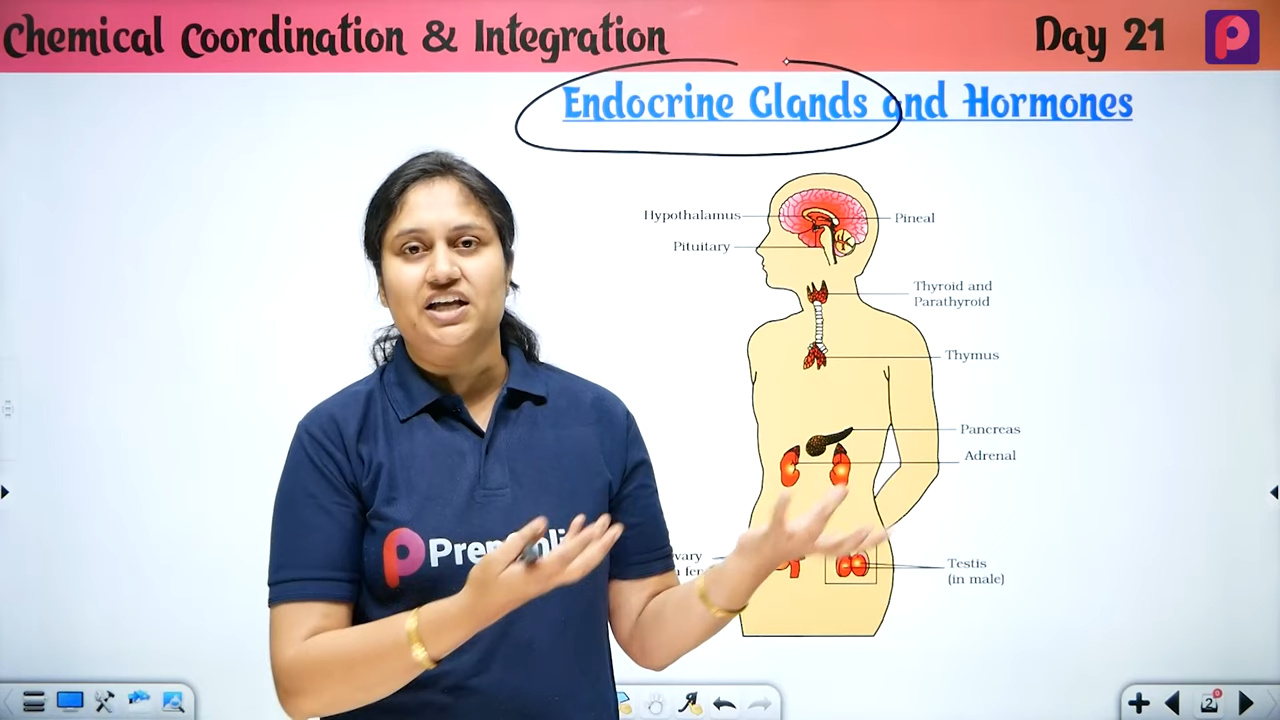 Chemical Coordination & Integration
Day 21
Endocrine Glands and Hormones
Hypothalamus
Pineal
Pituitary
Thyroid and
Parathyroid
Thymus
Pancreas
Adrenal
Testis
(in male)
2